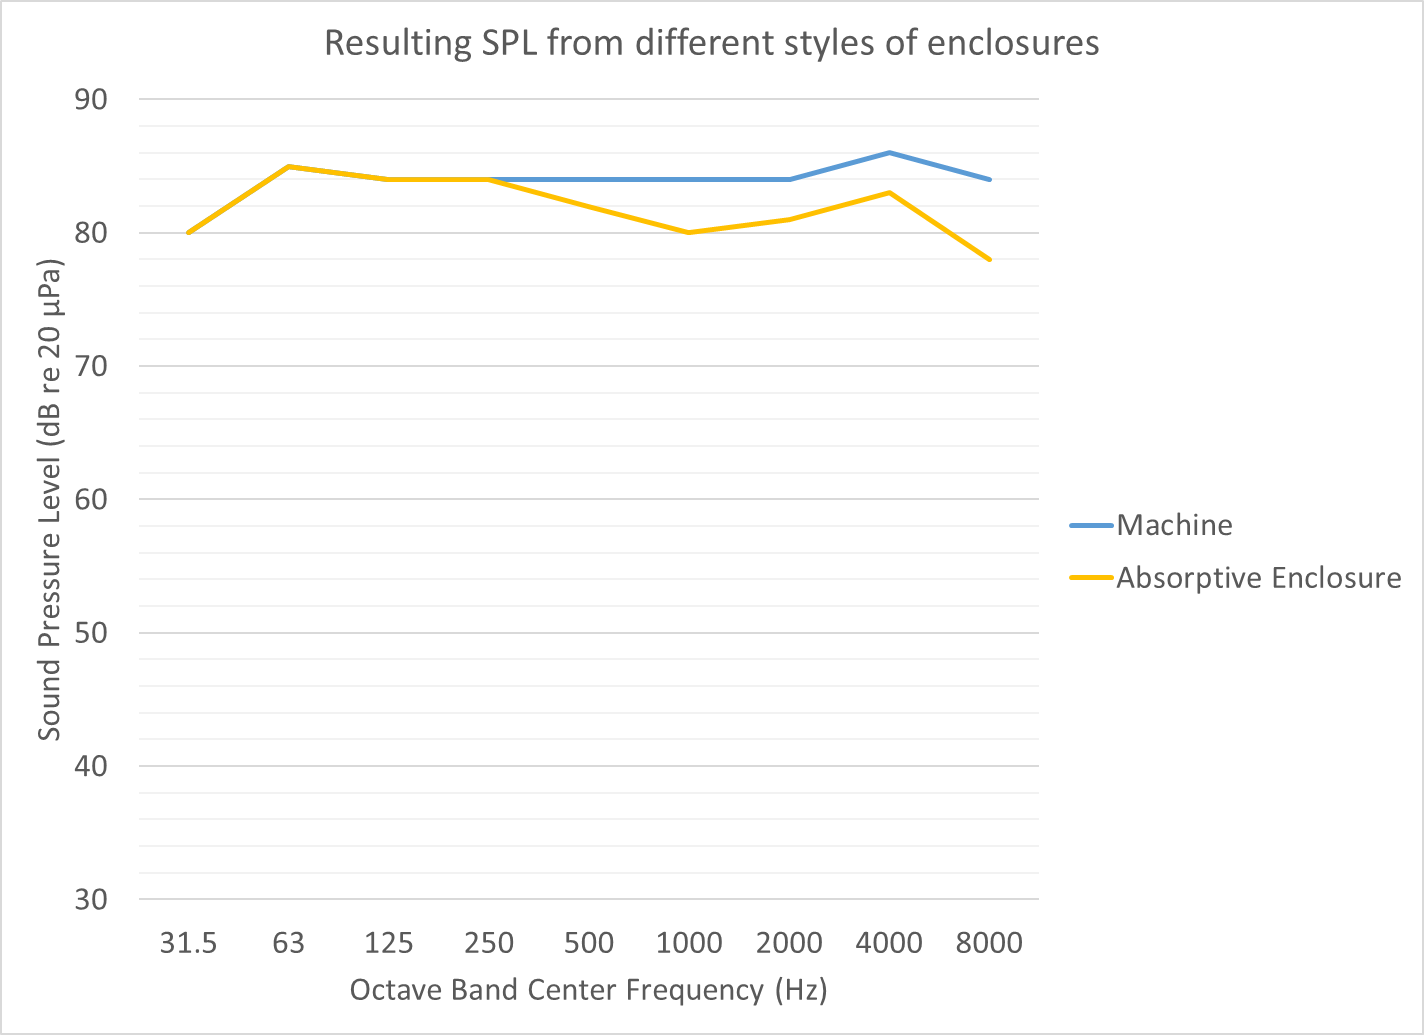 Resulting SPL from different styles of enclosures
90
80
70
60
50
40
30
Sound Pressure Level (dB re 20 µPa)
31.5 63 125 250 500 1000 2000 4000 8000
Octave Band Center Frequency (Hz)
Machine
Absorptive Enclosure